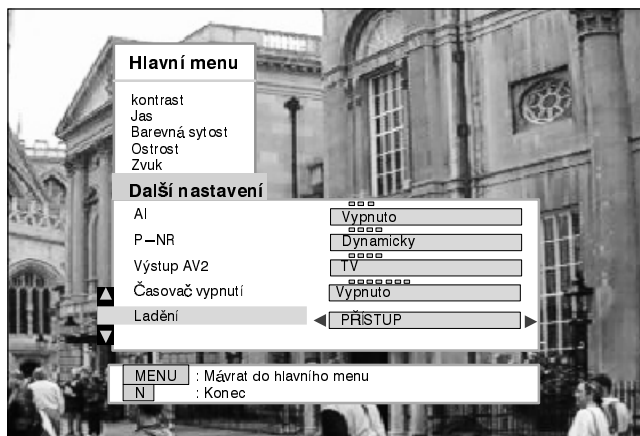 Hlavní menu
kontrast
Jas
Barevná sytost
Ostrost
Zvuk
Další nastavení
AI Vypnuto
P–NR Dynamicky
Výstup AV2 TV
Časovač vypnutí Vypnuto
Ladění PŘÍSTUP
MENU : Mávrat do hlavního menu
N : Konec